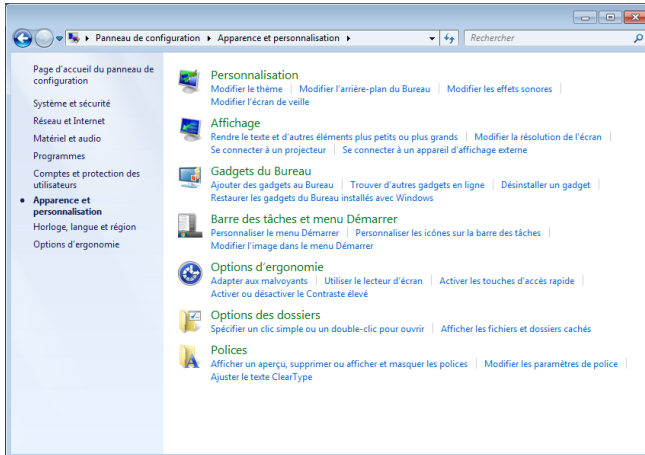 Panneau de configuration Apparence et personnalisation Rechercher
Page d'accueil du panneau de
configuration
Système et sécurité
Réseau et Internet
Matériel et audio
Programmes
Comptes et protection des
utilisateurs
Apparence et
personnalisation
Horloge, langue et région
Options d'ergonomie
Personnalisation
Modifier le thème Modifier l'arrière-plan du Bureau Modifier les effets sonores
Modifier l'écran de veille
Affichage
Rendre le texte et d'autres éléments plus petits ou plus grands Modifier la résolution de l'écran
Se connecter à un projecteur Se connecter à un appareil d'affichage externe
Gadgets du Bureau
Ajouter des gadgets au Bureau Trouver d'autres gadgets en ligne Désinstaller un gadget
Restaurer les gadgets du Bureau installés avec Windows
Barre des tâches et menu Démarrer
Personnaliser le menu Démarrer Personnaliser les icônes sur la barre des tâches
Modifier l'image dans le menu Démarrer
Options d'ergonomie
Adapter aux malvoyants Utiliser le lecteur d'écran Activer les touches d'accès rapide
Activer ou désactiver le Contraste élevé
Options des dossiers
Spécifier un clic simple ou un double-clic pour ouvrir Afficher les fichiers et dossiers cachés
Polices
Afficher un aperçu, supprimer ou afficher et masquer les polices Modifier les paramètres de police
Ajuster le texte ClearType